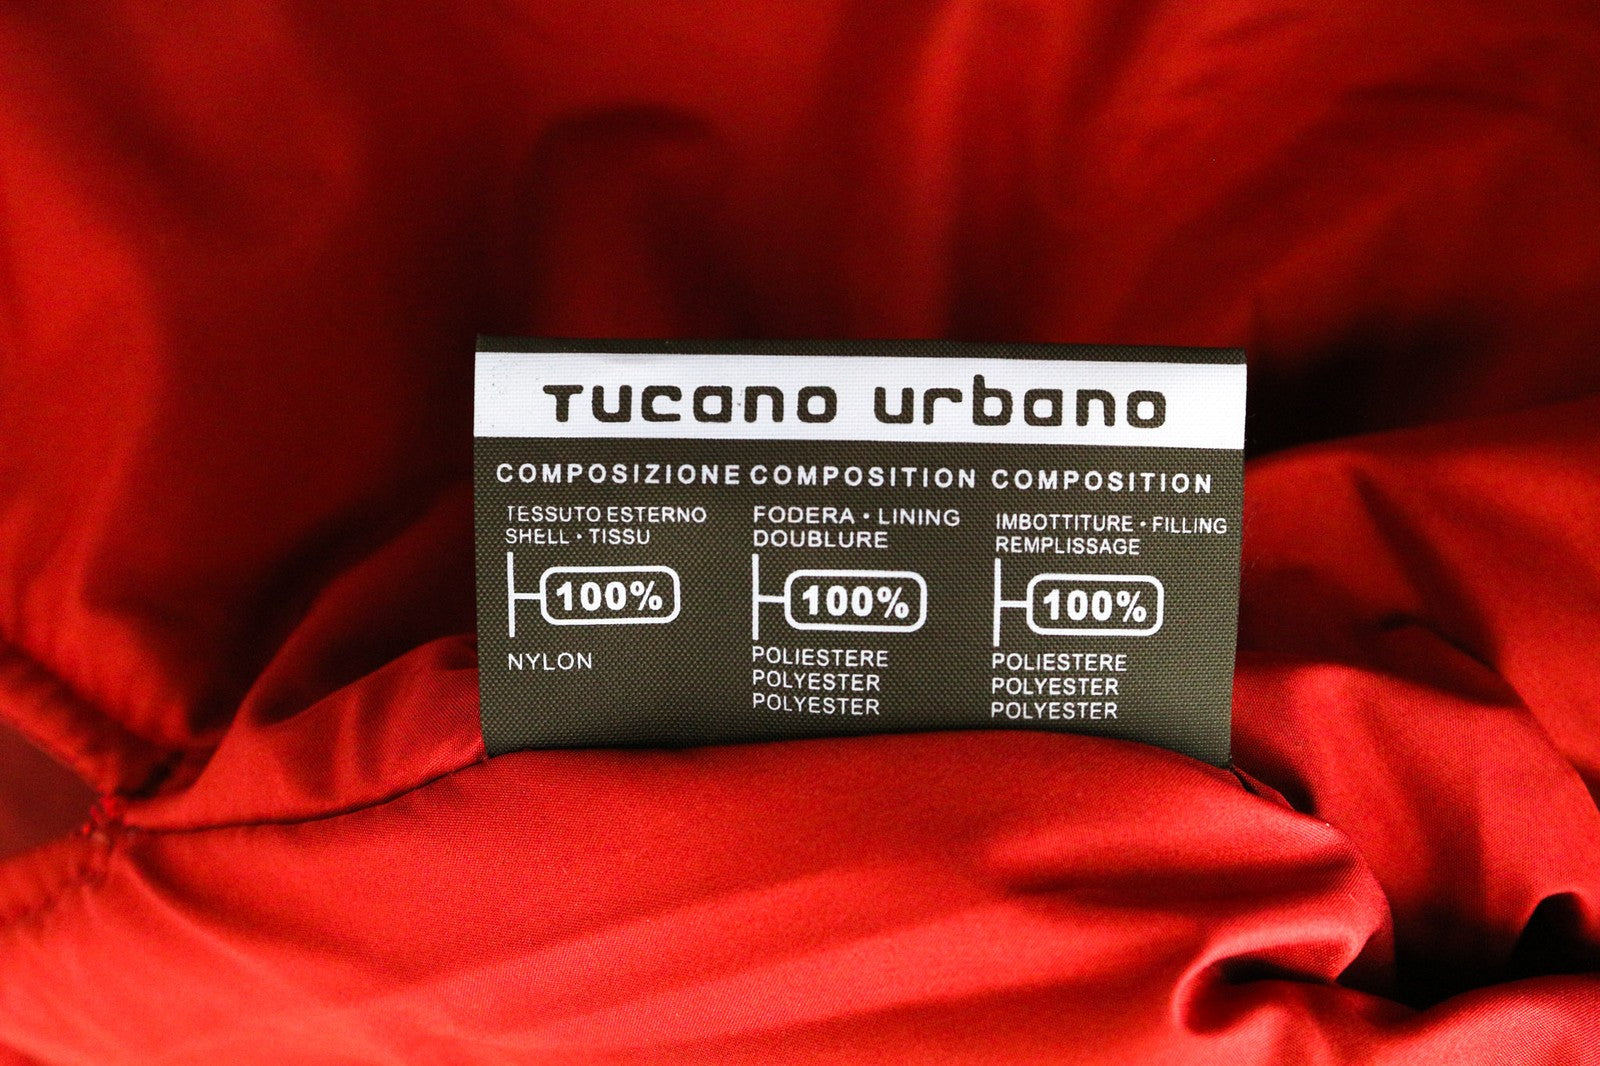 Tucano urbano
COMPOSIZIONE COMPOSITION COMPOSITION
TESSUTO ESTERNO
SHELL • TISSU
100%
NYLON
FODERA • LINING
DOUBLURE
100%
POLIESTERE
POLYESTER
POLYESTER
IMBOTTITURE • FILLING
REMPLISSAGE
100%
POLIESTERE
POLYESTER
POLYESTER